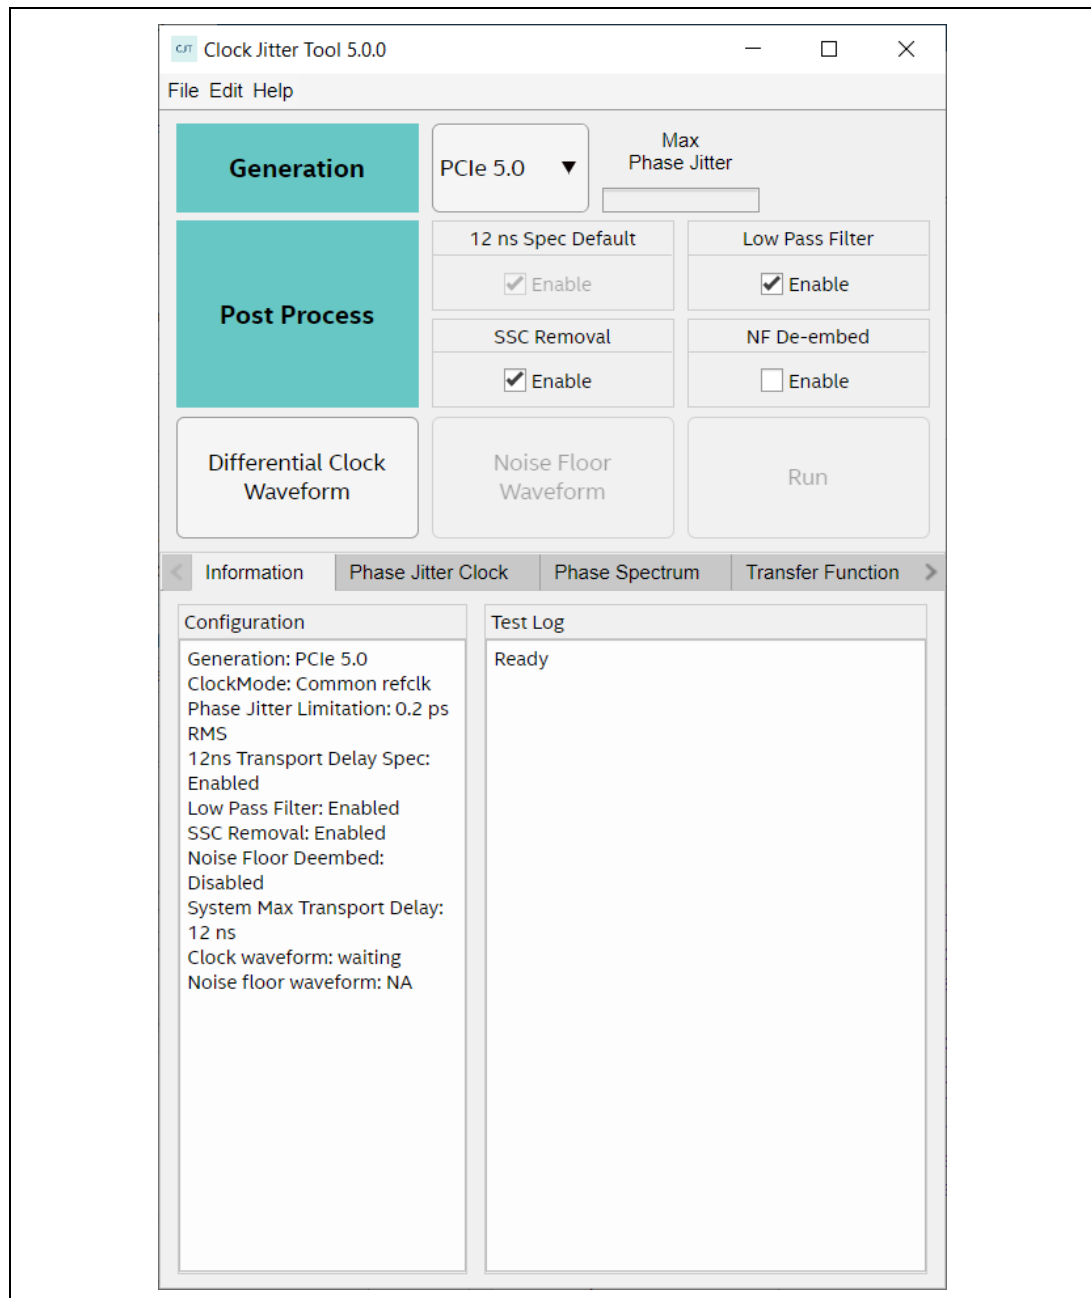 CJT Clock Jitter Tool 5.0.0
File Edit Help
Generation
PCIe 5.0
Max
Phase Jitter
Post Process
12 ns Spec Default
Enable
Low Pass Filter
Enable
SSC Removal
Enable
NF De-embed
Enable
Differential Clock
Waveform
Noise Floor
Waveform
Run
Information
Phase Jitter Clock
Phase Spectrum
Transfer Function
Configuration
Generation: PCIe 5.0
ClockMode: Common refclk
Phase Jitter Limitation: 0.2 ps
RMS
12ns Transport Delay Spec:
Enabled
Low Pass Filter: Enabled
SSC Removal: Enabled
Noise Floor Deembed:
Disabled
System Max Transport Delay:
12 ns
Clock waveform: waiting
Noise floor waveform: NA
Test Log
Ready